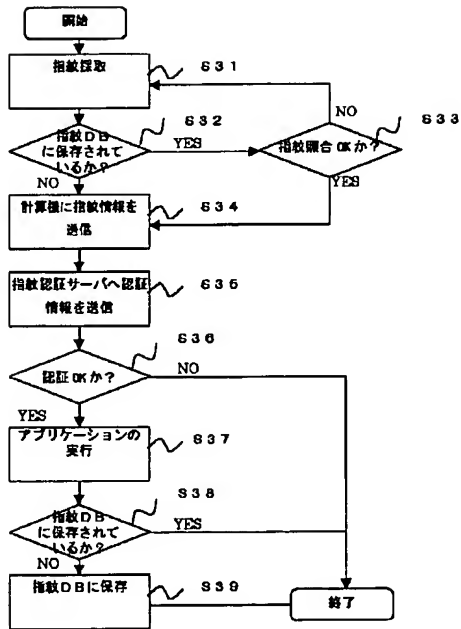 開始
指紋採取
S31
指紋DB
に保存されて
いるか?
S32
YES
NO
指紋照合OKか?
S33
NO
YES
計算機に指紋情報を
送信
S34
指紋認証サーバへ認証
情報を送信
S35
認証OKか?
S36
NO
YES
アプリケーションの
実行
S37
指紋DB
に保存されて
いるか?
S38
YES
NO
指紋DBに保存
S39
終了